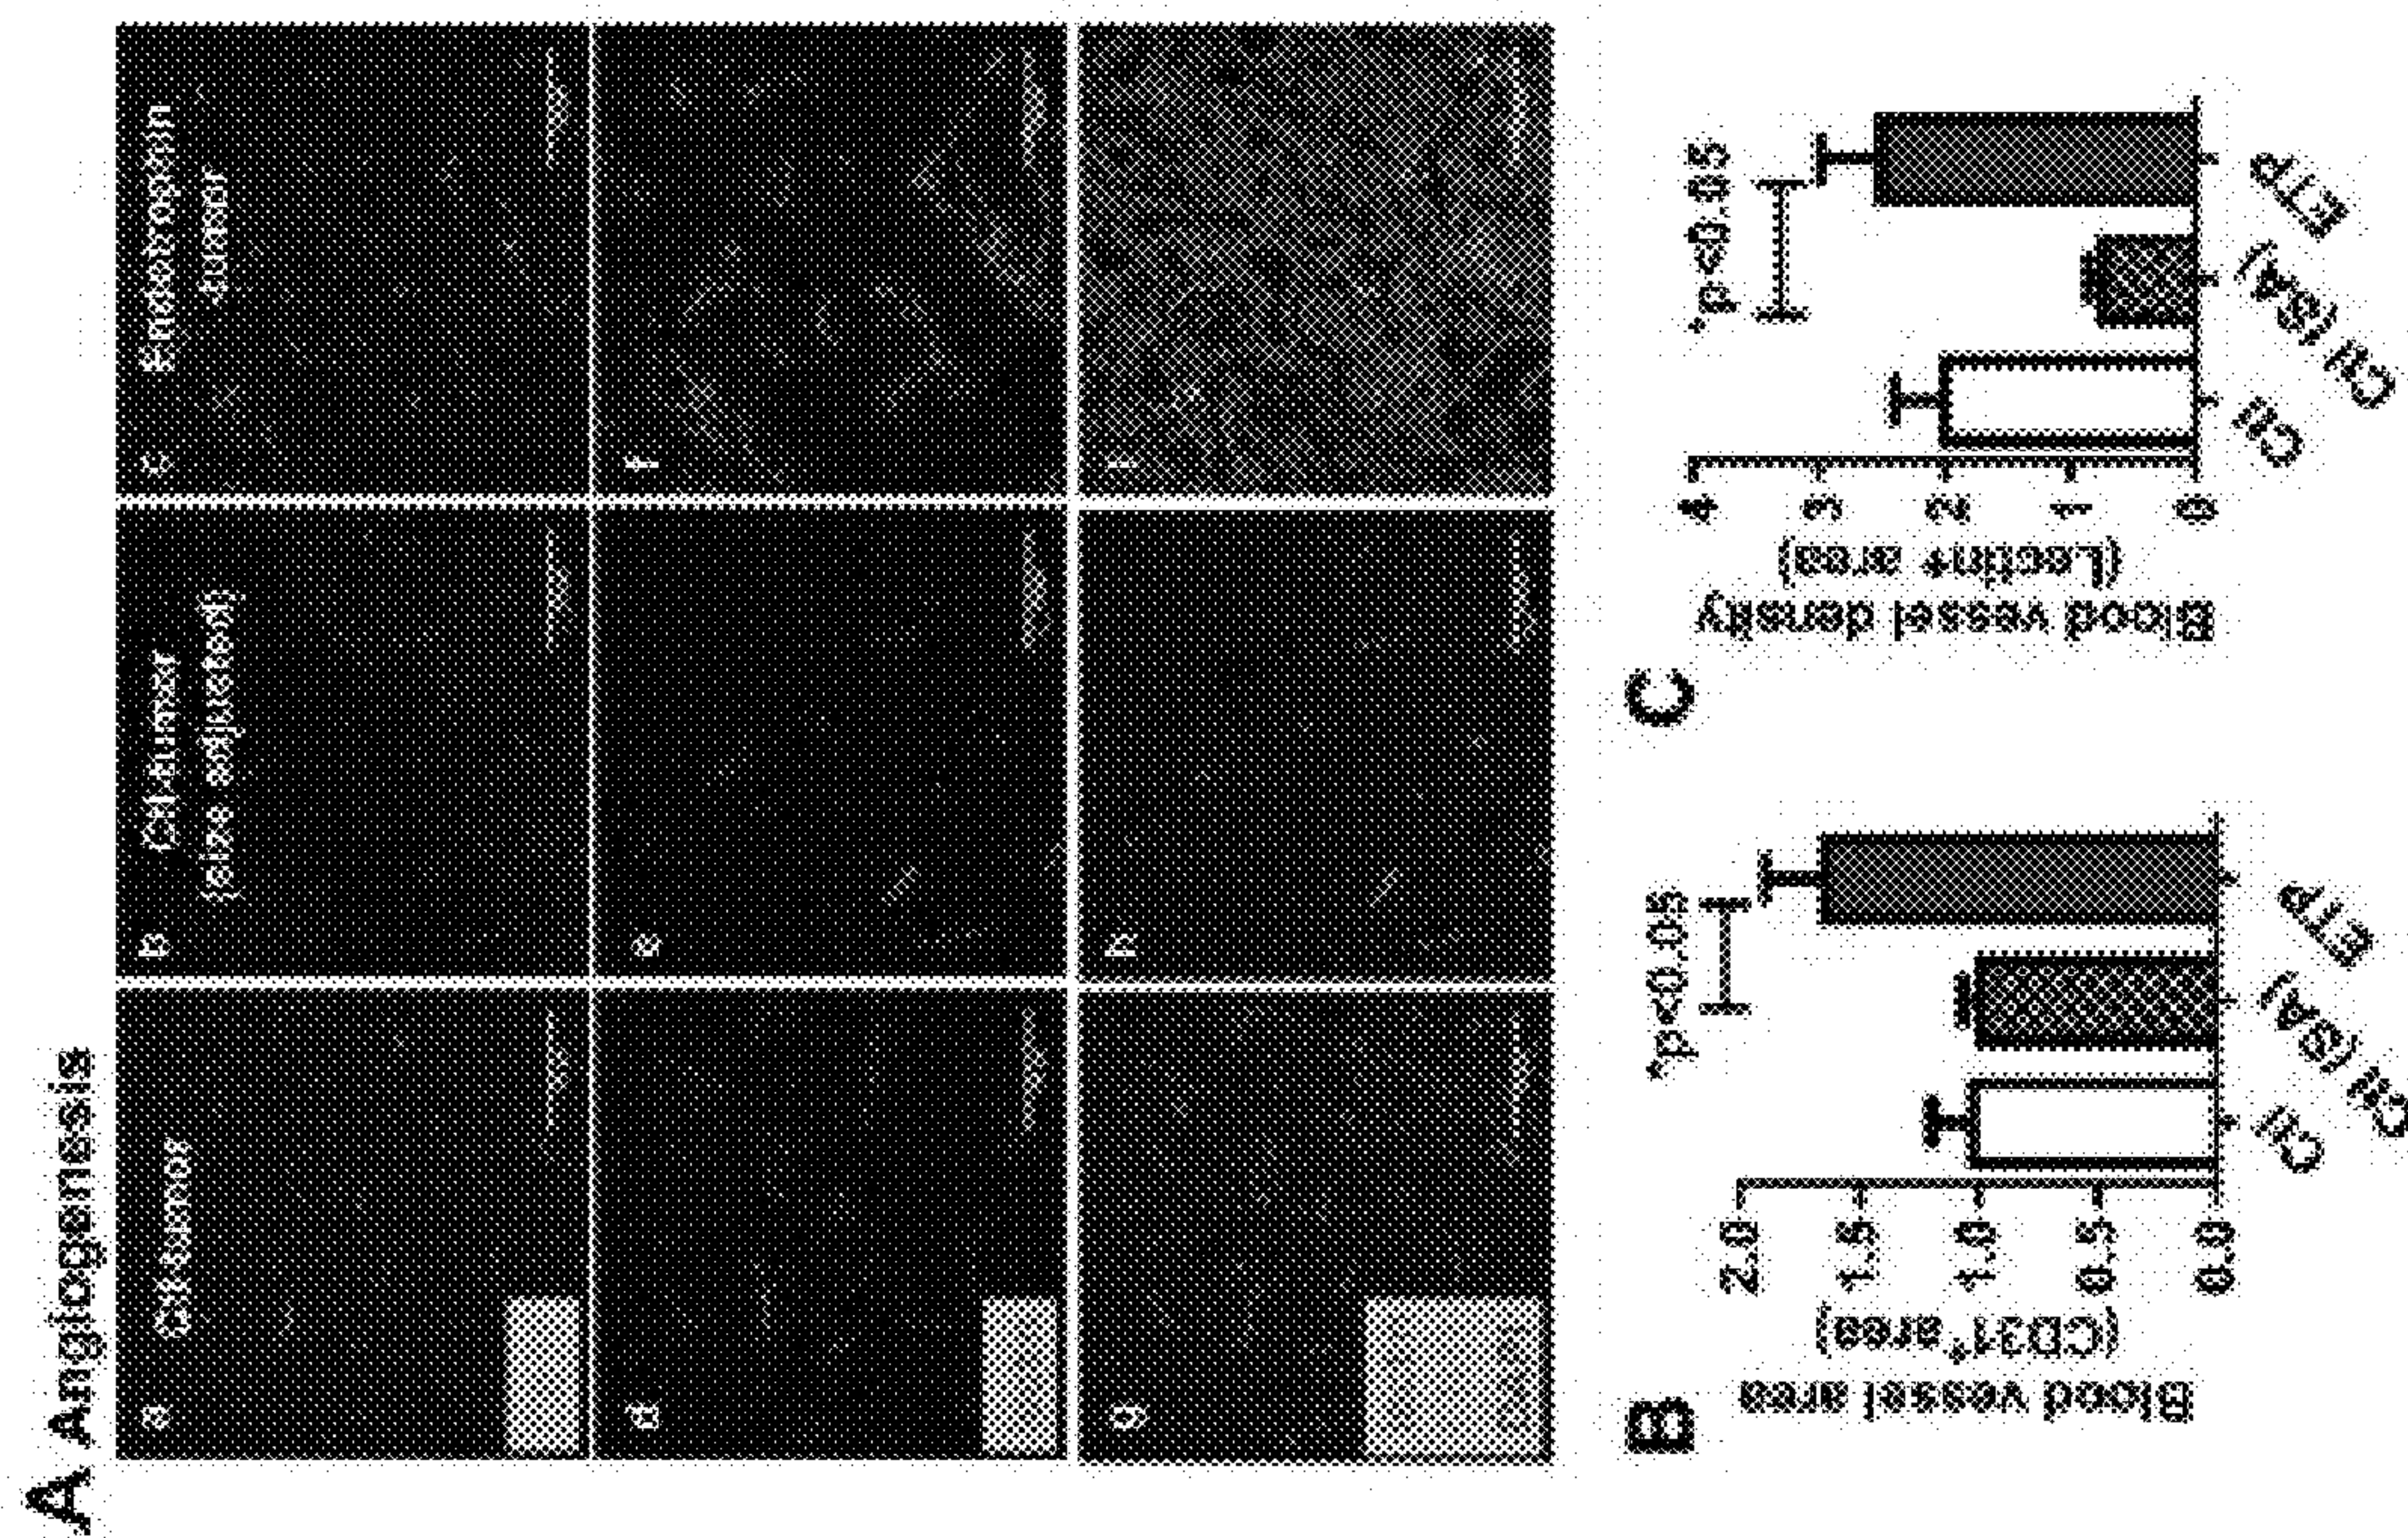 A Angiogenesis
a
Ctl-tumor
b
Ctl-tumor
(size adjusted)
c
Endotrophin
-tumor
d
e
f
g
h
i
B
Blood vessel area
(CD31+ area)
2.0
1.5
1.0
0.5
0.0
*p<0.05
Ctl
Ctl (SA)
ETP
C
Blood vessel density
(Lectin+ area)
4
3
2
1
0
*p<0.05
Ctl
Ctl (SA)
ETP